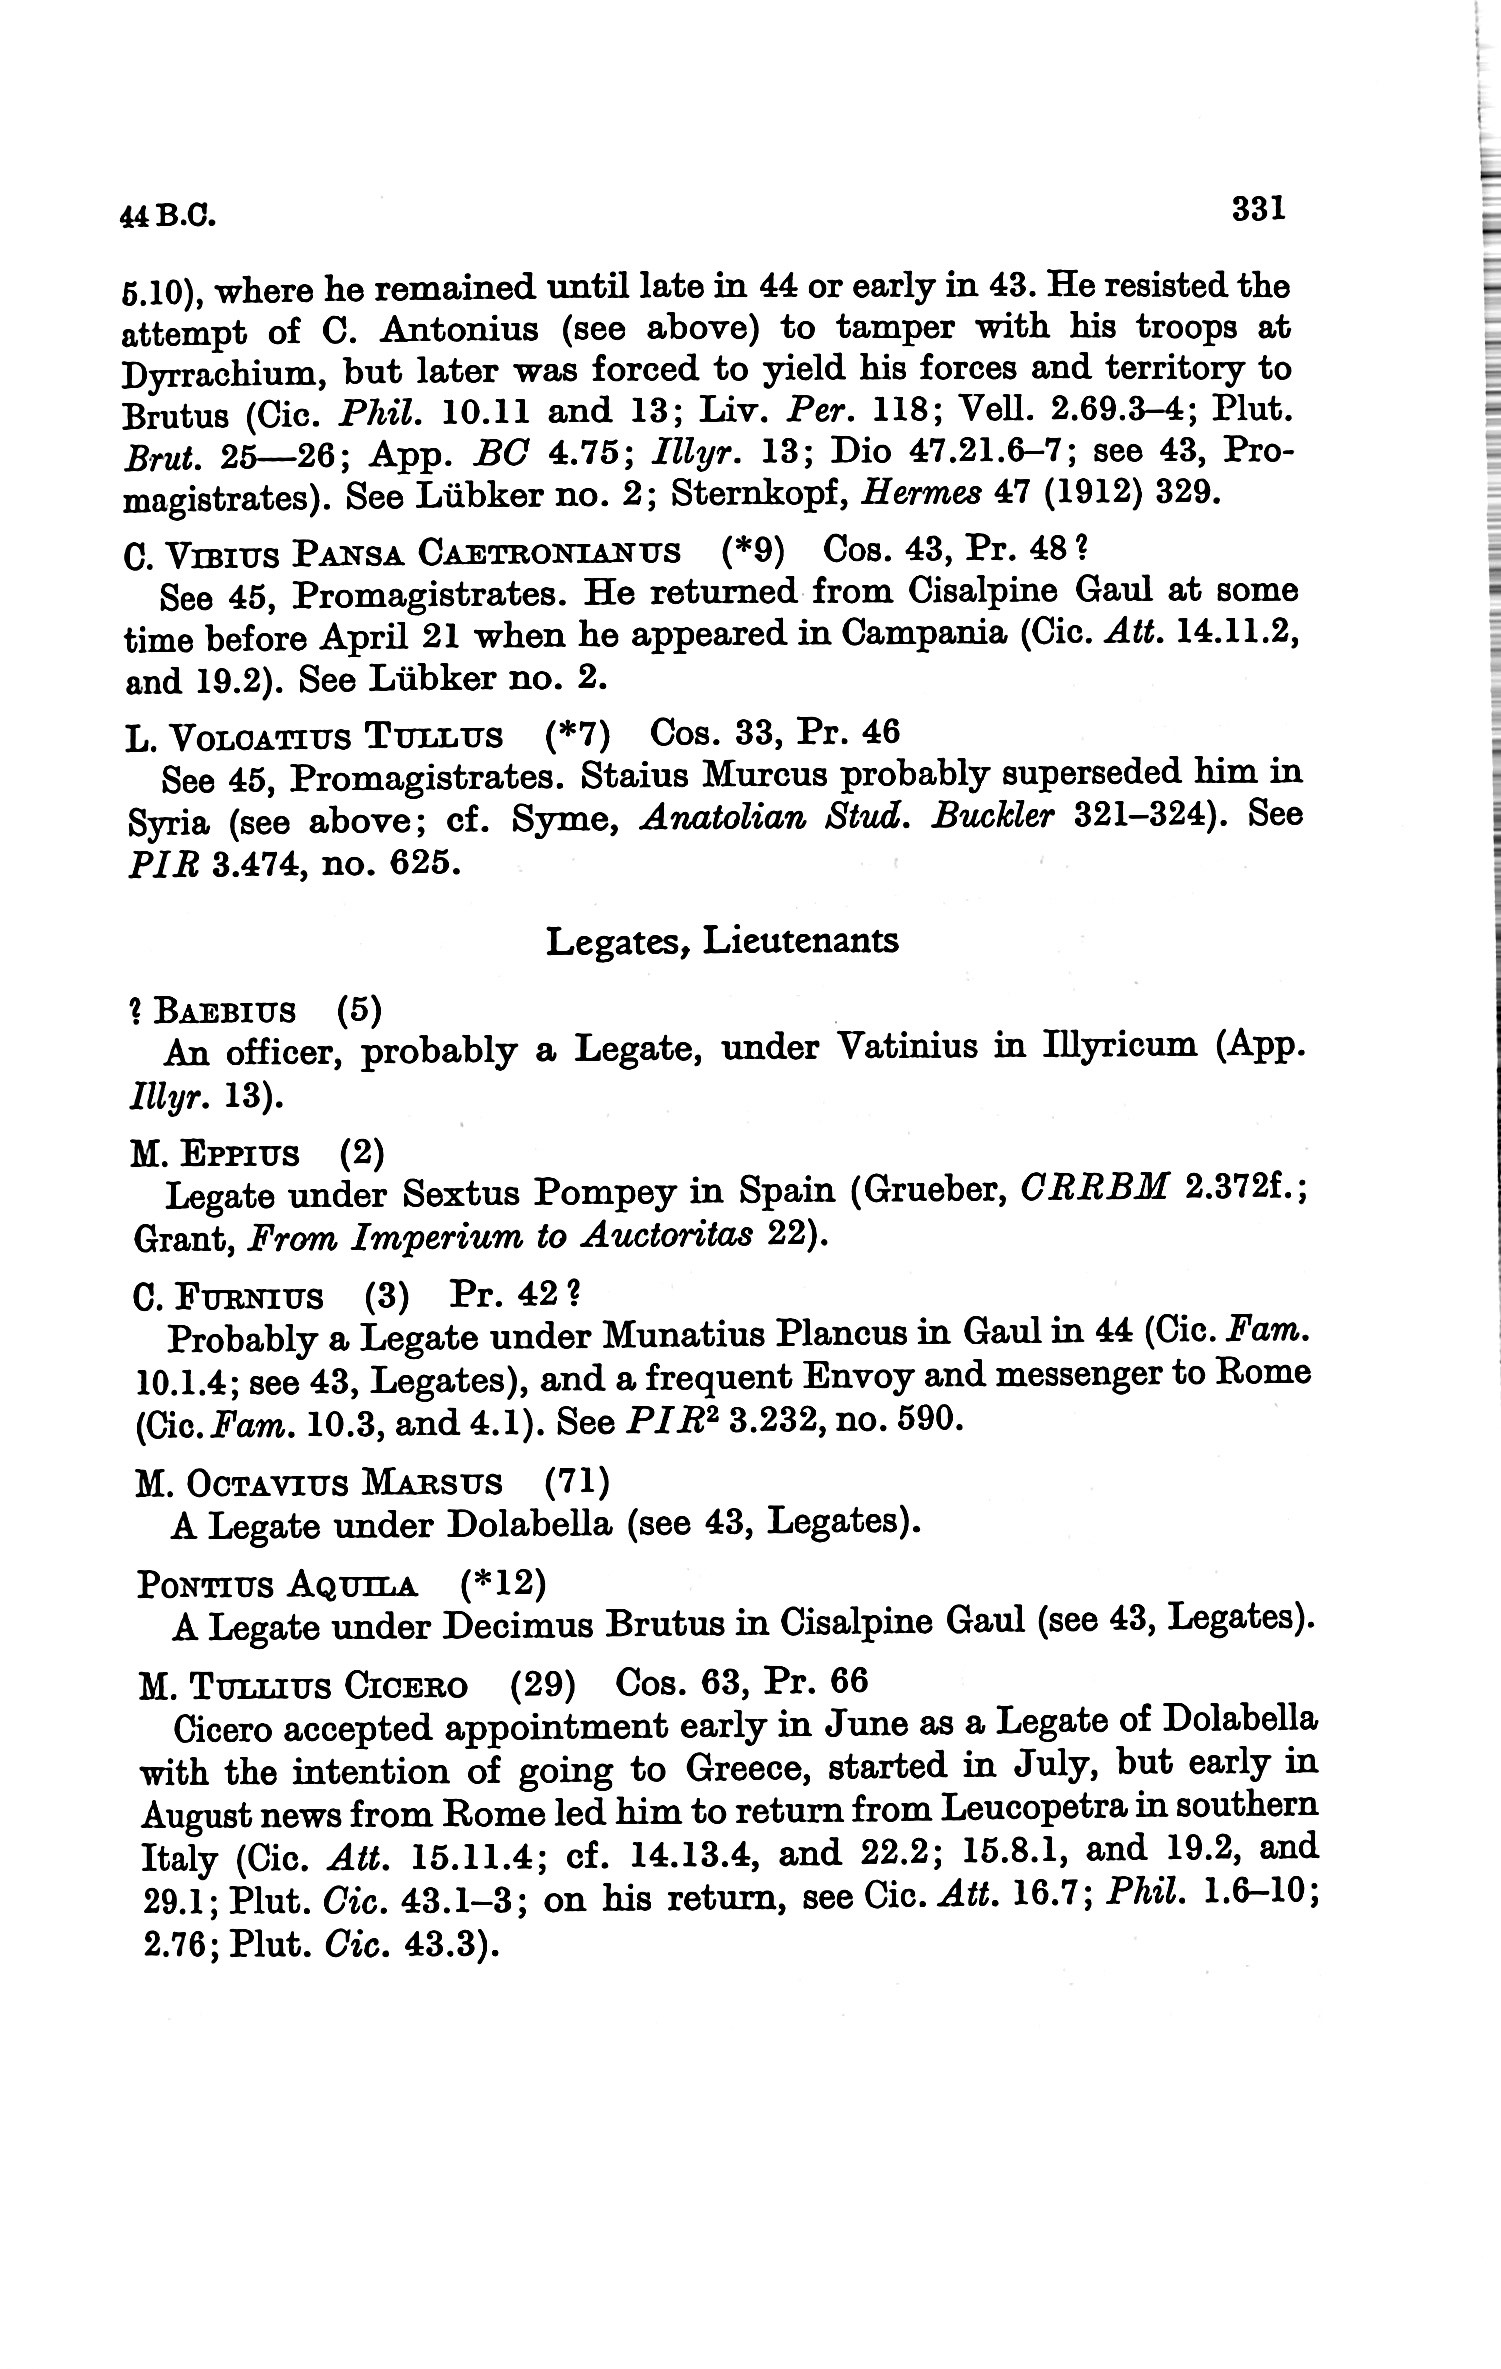 44 B.C. 331
5.10), where he remained until late in 44 or early in 43. He resisted the
attempt of C. Antonius (see above) to tamper with his troops at
Dyrrachium, but later was forced to yield his forces and territory to
Brutus (Cic. Phil. 10.11 and 13; Liv. Per. 118; Vell. 2.69.3–4; Plut.
Brut. 25—26; App. BC 4.75; Illyr. 13; Dio 47.21.6–7; see 43, Pro-
magistrates). See Lübker no. 2; Sternkopf, Hermes 47 (1912) 329.
C. VIBIUS PANSA CAETRONIANUS (*9) Cos. 43, Pr. 48?
See 45, Promagistrates. He returned from Cisalpine Gaul at some
time before April 21 when he appeared in Campania (Cic. Att. 14.11.2,
and 19.2). See Lübker no. 2.
L. VOLCATIUS TULLUS (*7) Cos. 33, Pr. 46
See 45, Promagistrates. Staius Murcus probably superseded him in
Syria (see above; cf. Syme, Anatolian Stud. Buckler 321–324). See
PIR 3.474, no. 625.
Legates, Lieutenants
? BAEBIUS (5)
An officer, probably a Legate, under Vatinius in Illyricum (App.
Illyr. 13).
M. EPPIUS (2)
Legate under Sextus Pompey in Spain (Grueber, CRRBM 2.372f.;
Grant, From Imperium to Auctoritas 22).
C. FURNIUS (3) Pr. 42?
Probably a Legate under Munatius Plancus in Gaul in 44 (Cic. Fam.
10.1.4; see 43, Legates), and a frequent Envoy and messenger to Rome
(Cic. Fam. 10.3, and 4.1). See PIR² 3.232, no. 590.
M. OCTAVIUS MARSUS (71)
A Legate under Dolabella (see 43, Legates).
PONTIUS AQUILA (*12)
A Legate under Decimus Brutus in Cisalpine Gaul (see 43, Legates).
M. TULLIUS CICERO (29) Cos. 63, Pr. 66
Cicero accepted appointment early in June as a Legate of Dolabella
with the intention of going to Greece, started in July, but early in
August news from Rome led him to return from Leucopetra in southern
Italy (Cic. Att. 15.11.4; cf. 14.13.4, and 22.2; 15.8.1, and 19.2, and
29.1; Plut. Cic. 43.1–3; on his return, see Cic. Att. 16.7; Phil. 1.6–10;
2.76; Plut. Cic. 43.3).